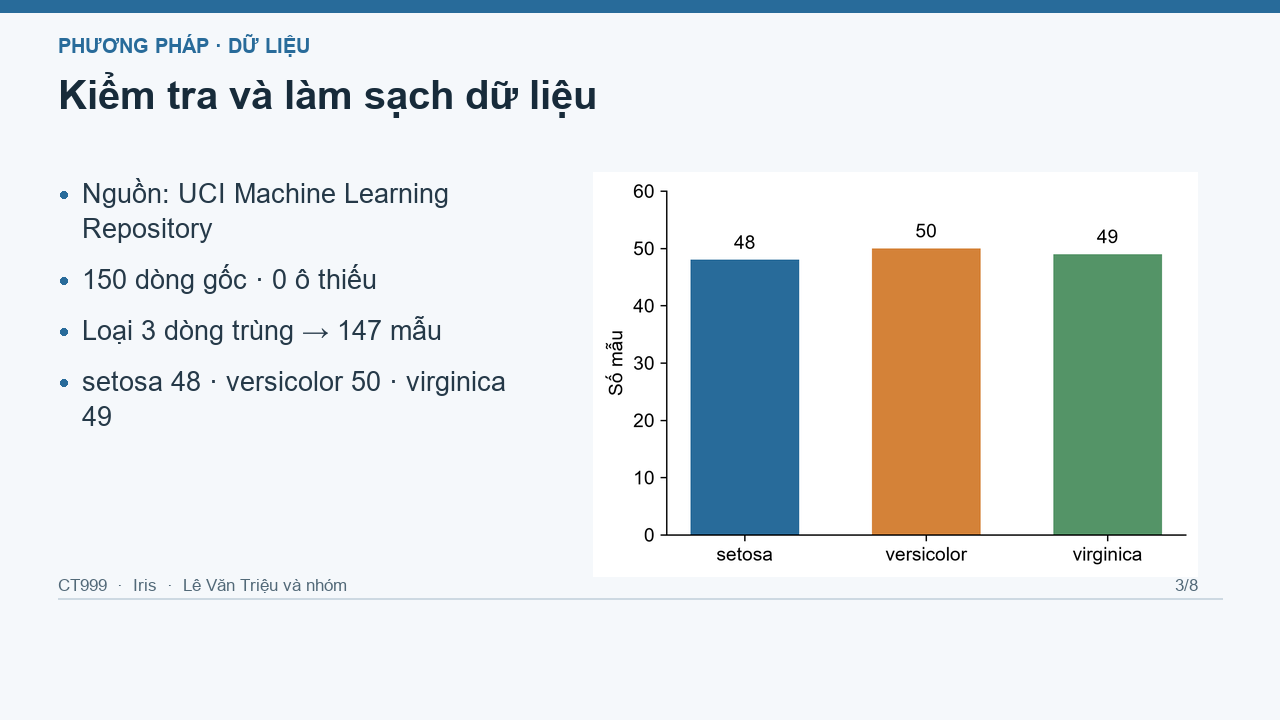 PHƯƠNG PHÁP · DỮ LIỆU
Kiểm tra và làm sạch dữ liệu
• Nguồn: UCI Machine Learning
Repository
• 150 dòng gốc · 0 ô thiếu
• Loại 3 dòng trùng → 147 mẫu
• setosa 48 · versicolor 50 · virginica
49
Số mẫu
60
50
40
30
20
10
0
48
50
49
setosa
versicolor
virginica
CT999 · Iris · Lê Văn Triệu và nhóm
3/8